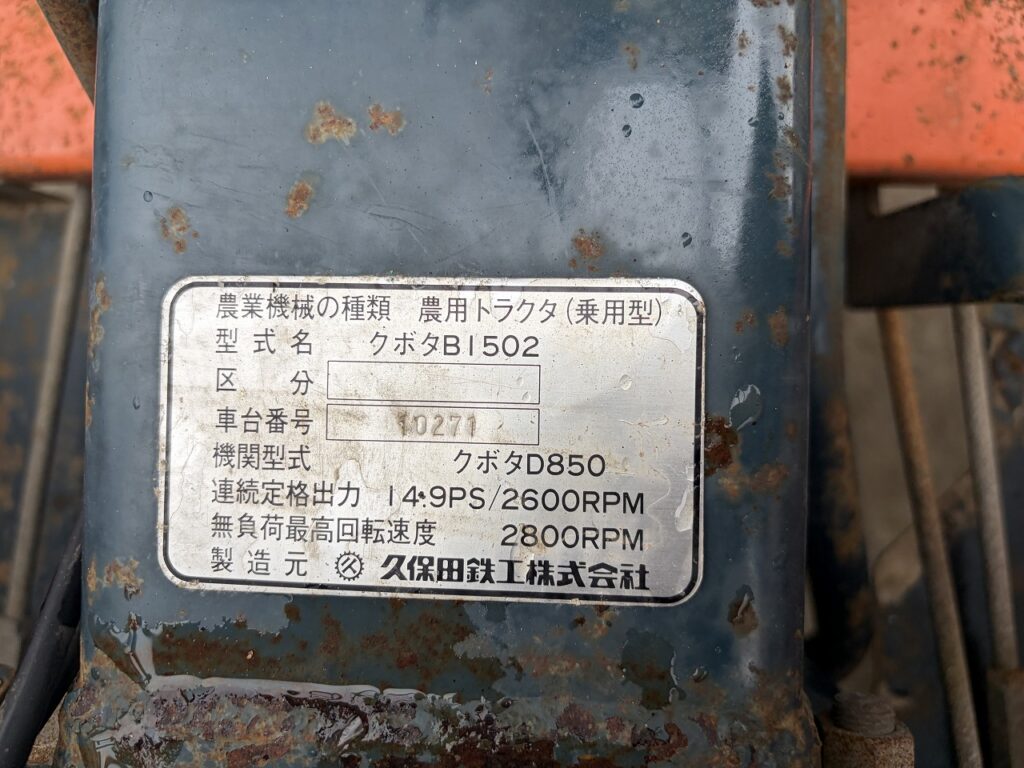 農業機械の種類 農用トラクタ(乗用型)
型式名 クボタB1502
区分
車台番号 10271
機関型式 クボタD850
連続定格出力 14.9PS/2600RPM
無負荷最高回転速度 2800RPM
製造元 久保田鉄工株式会社